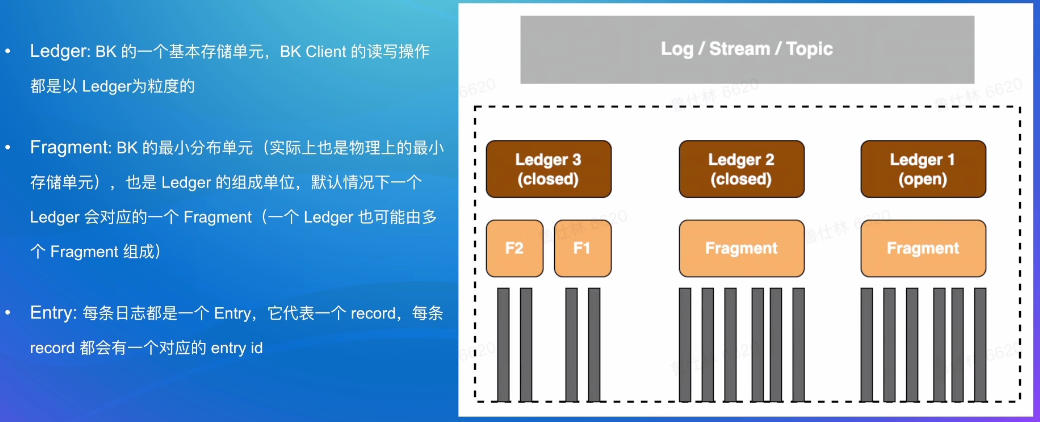 • Ledger: BK 的一个基本存储单元，BK Client 的读写操作
都是以 Ledger为粒度的
• Fragment: BK 的最小分布单元（实际上也是物理上的最小
存储单元），也是 Ledger 的组成单位，默认情况下一个
Ledger 会对应的一个 Fragment（一个 Ledger 也可能由多
个 Fragment 组成）
• Entry: 每条日志都是一个 Entry，它代表一个 record，每条
record 都会有一个对应的 entry id
Log / Stream / Topic
Ledger 3
(closed)
Ledger 2
(closed)
Ledger 1
(open)
F2
F1
Fragment
Fragment
鲁仕林 6620